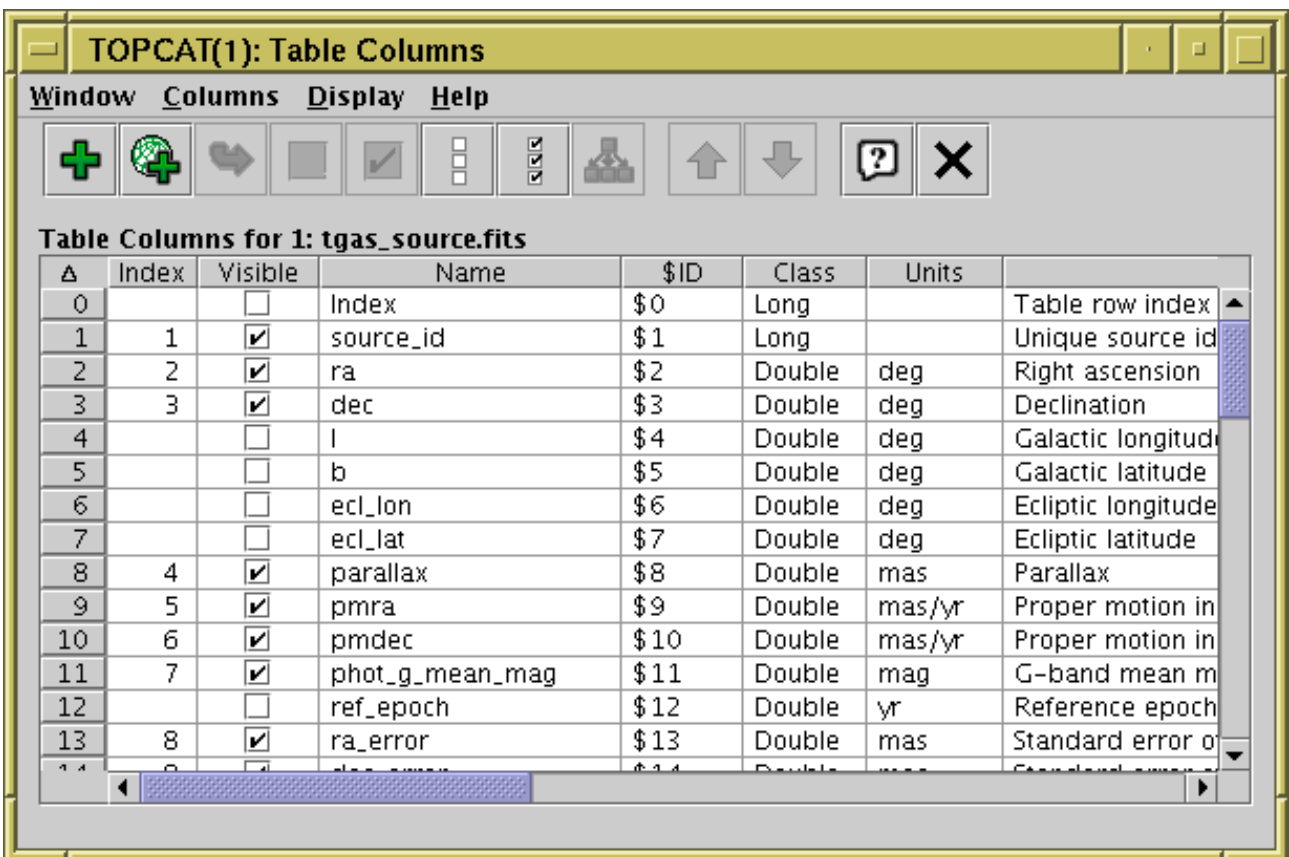 TOPCAT(1): Table Columns
Window Columns Display Help
Table Columns for 1: tgas_source.fits
Δ Index Visible Name $ID Class Units
0 Index $0 Long Table row index
1 1 source_id $1 Long Unique source id
2 2 ra $2 Double deg Right ascension
3 3 dec $3 Double deg Declination
4 l $4 Double deg Galactic longitude
5 b $5 Double deg Galactic latitude
6 ecl_lon $6 Double deg Ecliptic longitude
7 ecl_lat $7 Double deg Ecliptic latitude
8 4 parallax $8 Double mas Parallax
9 5 pmra $9 Double mas/yr Proper motion in
10 6 pmdec $10 Double mas/yr Proper motion in
11 7 phot_g_mean_mag $11 Double mag G-band mean m
12 ref_epoch $12 Double yr Reference epoch
13 8 ra_error $13 Double mas Standard error o